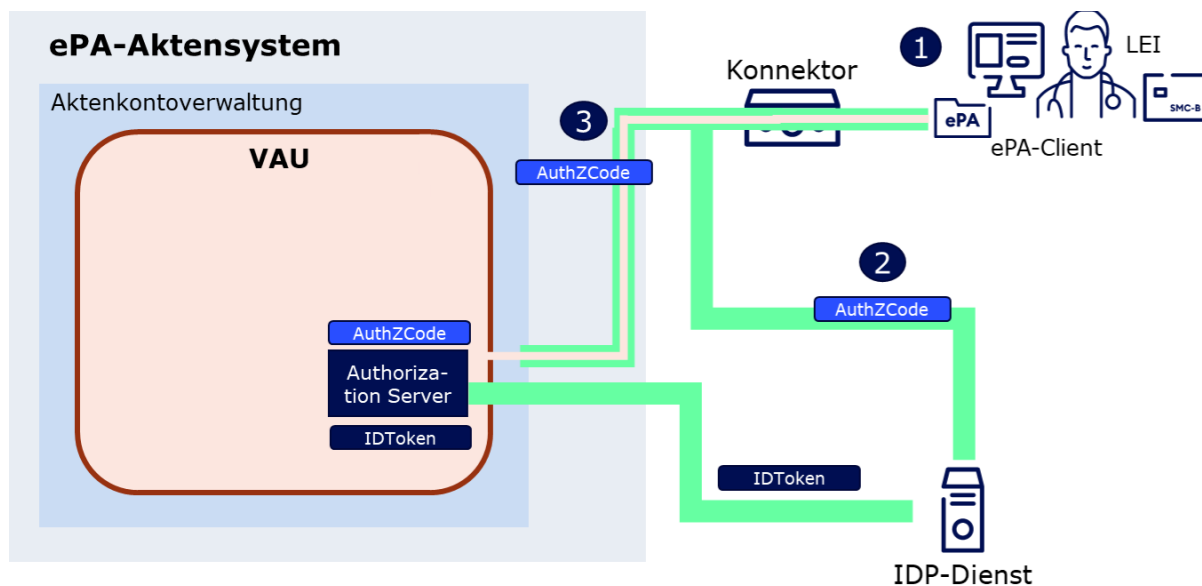 ePA-Aktensystem
Aktenkontoverwaltung
VAU
AuthZCode
Authoriza-
tion Server
IDToken
3
AuthZCode
Konnektor
1
LEI
SMC-B
ePA
ePA-Client
2
AuthZCode
IDToken
IDP-Dienst